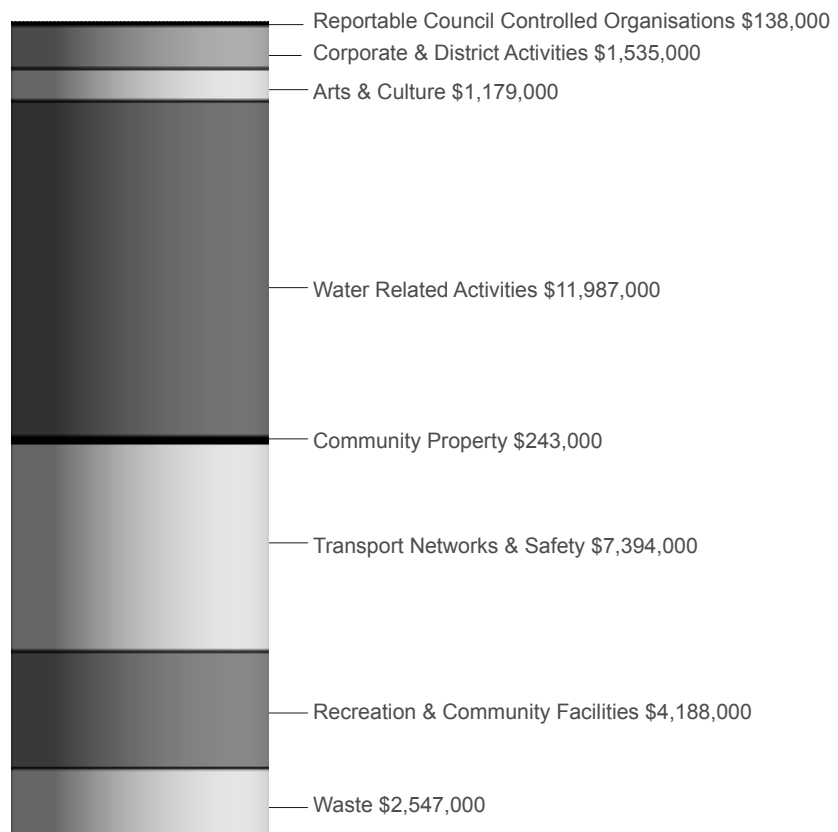 Reportable Council Controlled Organisations $138,000
Corporate & District Activities $1,535,000
Arts & Culture $1,179,000
Water Related Activities $11,987,000
Community Property $243,000
Transport Networks & Safety $7,394,000
Recreation & Community Facilities $4,188,000
Waste $2,547,000